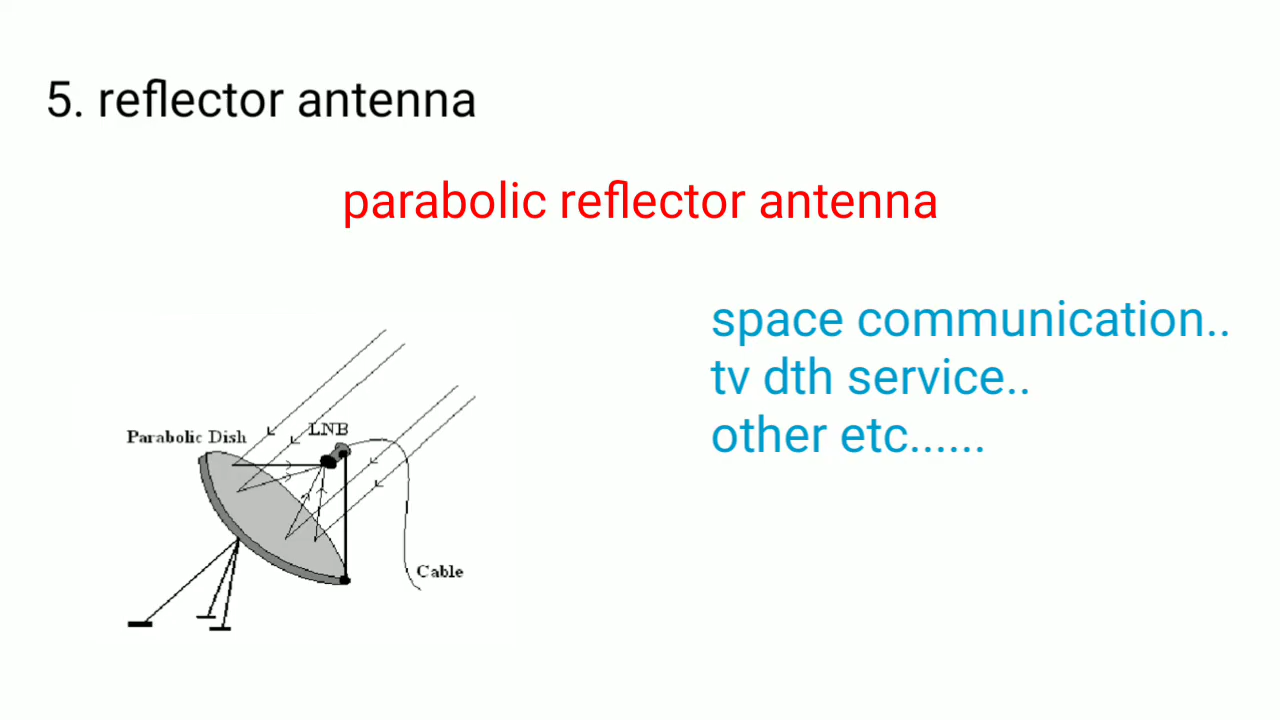 5. reflector antenna
parabolic reflector antenna
space communication..
tv dth service..
other etc......
Parabolic Dish
LNB
Cable